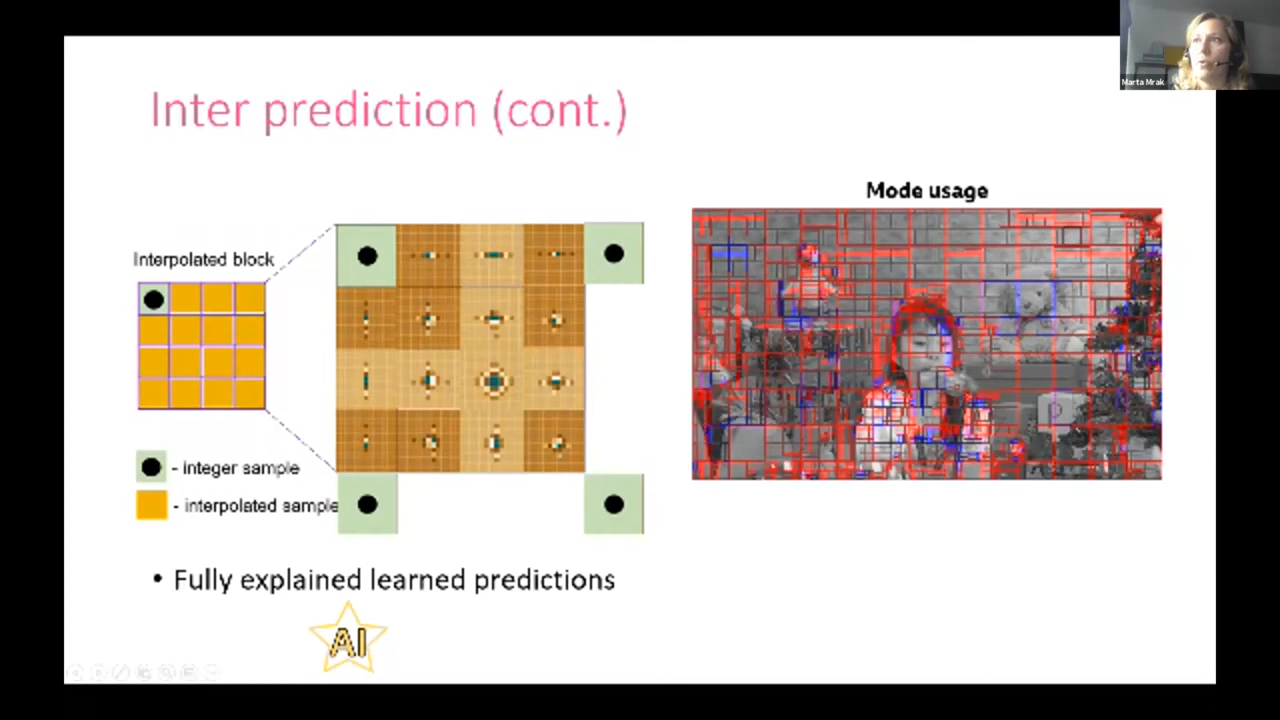 Marta Mrak
Inter prediction (cont.)
Mode usage
Interpolated block
- integer sample
- interpolated sample
• Fully explained learned predictions
AI